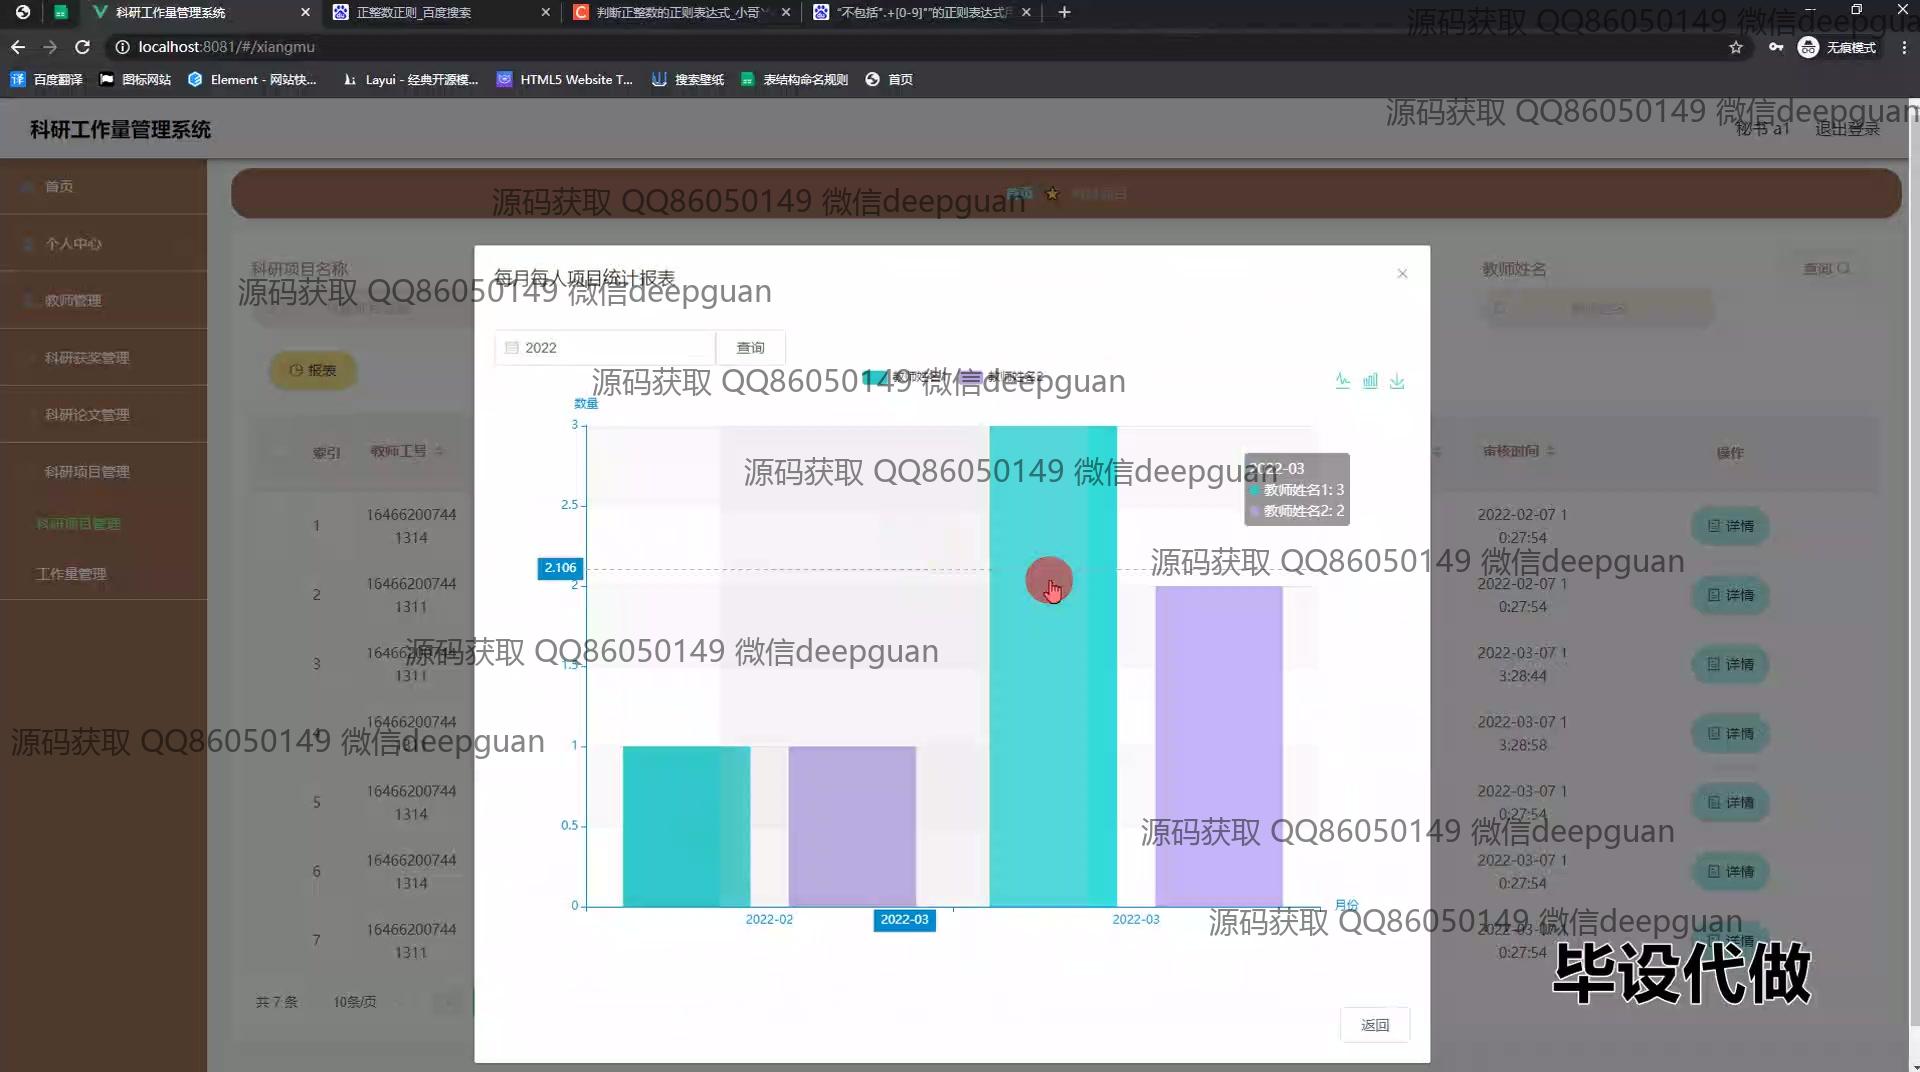 科研工作量管理系统
正整数正则_百度搜索
判断正整数的正则表达式_小哥
"不包括".+[0-9]""的正则表达式
localhost:8081/#/xiangmu
无痕模式
百度翻译
图标网站
Element - 网站快...
Layui - 经典开源模...
HTML5 Website T...
搜索壁纸
表结构命名规则
首页
源码获取 QQ86050149 微信deepgua
源码获取 QQ86050149 微信deepguan
科研工作量管理系统
秘书 a1
退出登录
首页
个人中心
教师管理
科研获奖管理
科研论文管理
科研项目管理
科研项目管理
工作量管理
首页
源码获取 QQ86050149 微信deepguan
科研项目名称
教师姓名
查询
源码获取 QQ86050149 微信deepguan
每月每人项目统计报表
2022
查询
报表
源码获取 QQ86050149 微信deepguan
教师姓名1
教师姓名2
数量
3
2.5
2
1.5
1
0.5
0
2.106
2022-02
2022-03
2022-03
月份
2022-03
教师姓名1: 3
教师姓名2: 2
源码获取 QQ86050149 微信deepguan
源码获取 QQ86050149 微信deepguan
源码获取 QQ86050149 微信deepguan
源码获取 QQ86050149 微信deepguan
源码获取 QQ86050149 微信deepguan
源码获取 QQ86050149 微信deepguan
索引
教师工号
审核时间
操作
1
16466200744
1314
2022-02-07 1
0:27:54
详情
2
16466200744
1311
2022-02-07 1
0:27:54
详情
3
16466200744
1311
2022-03-07 1
3:28:44
详情
16466200744
2022-03-07 1
3:28:58
详情
5
16466200744
1314
2022-03-07 1
0:27:54
详情
6
16466200744
1314
2022-03-07 1
0:27:54
详情
7
16466200744
1311
2022-03-07 1
0:27:54
详情
共 7 条
10条/页
返回
毕设代做